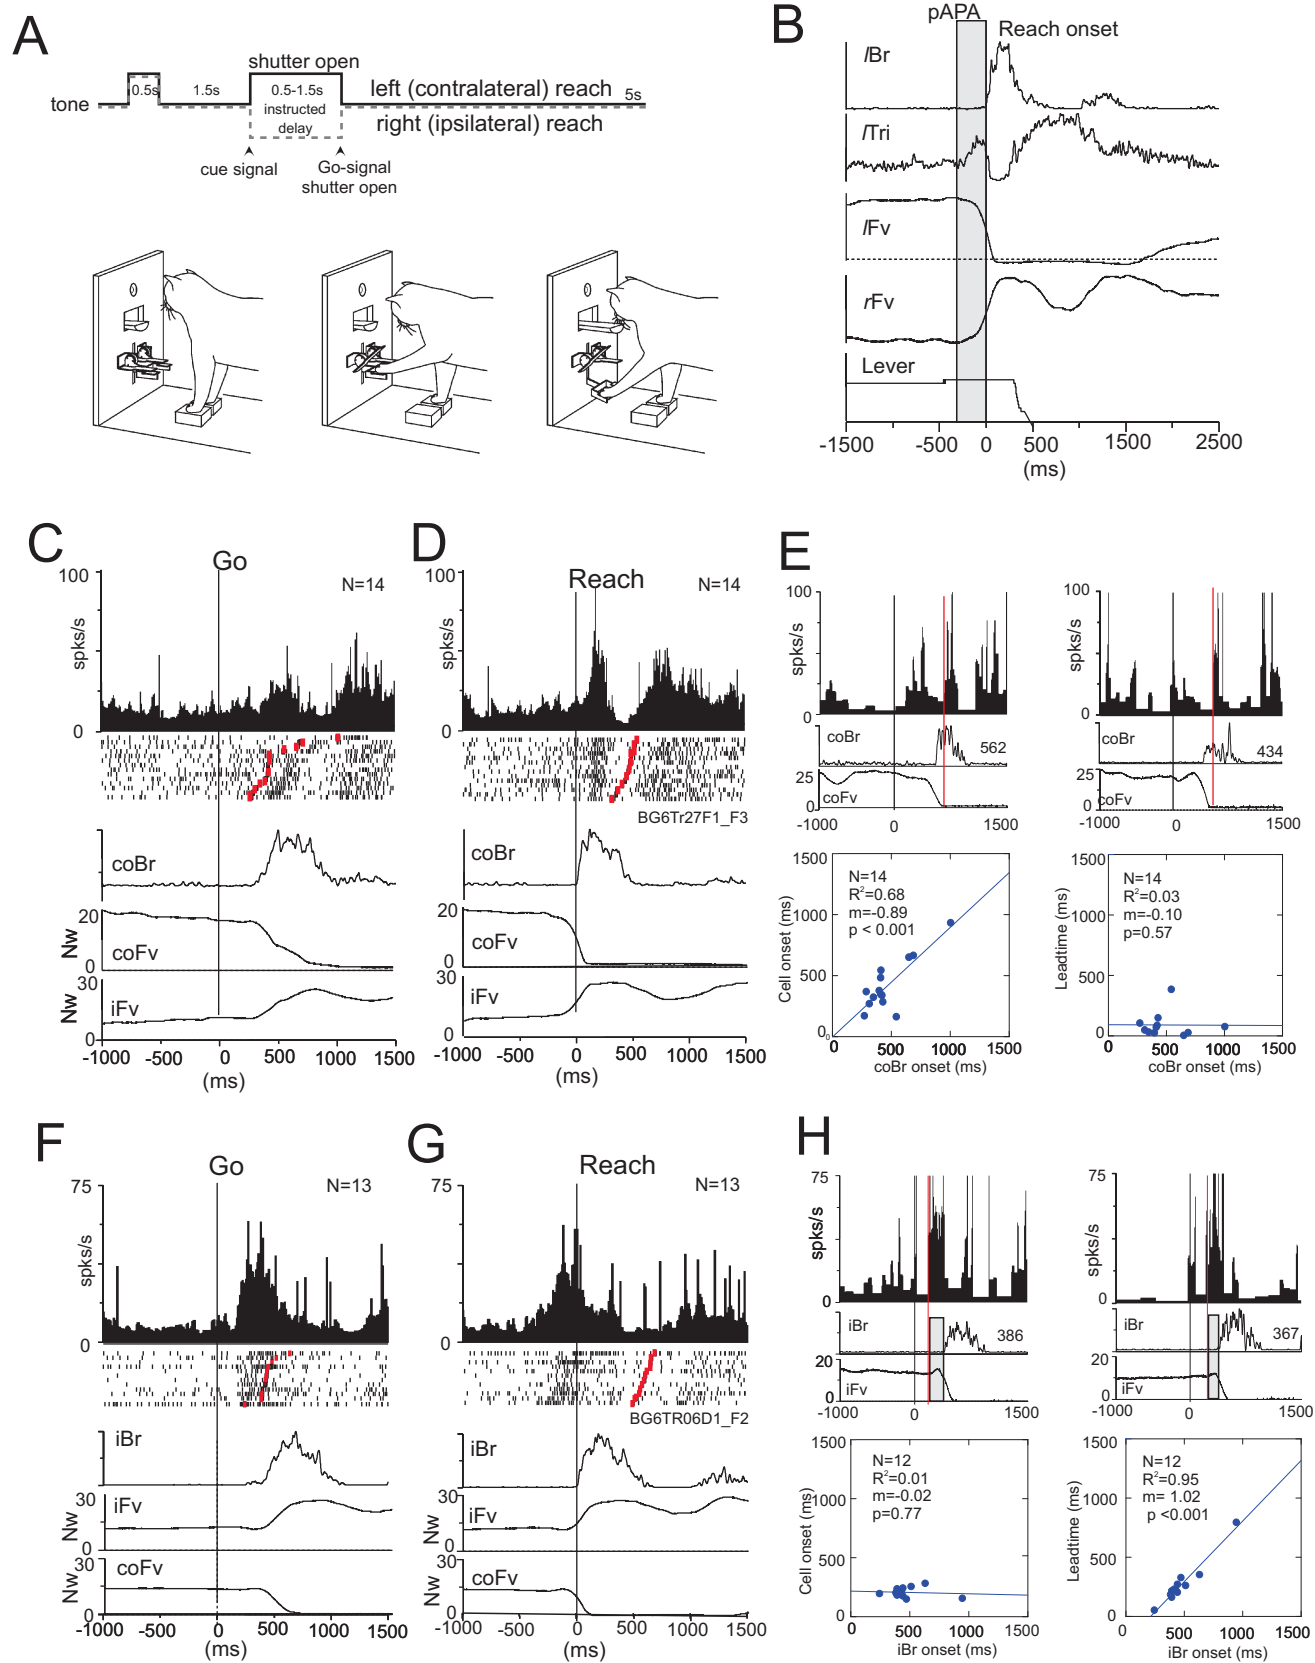 A
shutter open
tone
0.5s
1.5s
0.5-1.5s
instructed
delay
left (contralateral) reach
5s
right (ipsilateral) reach
cue signal
Go-signal
shutter open
B
pAPA
Reach onset
lBr
lTri
lFv
rFv
Lever
-1500
-500
0
500
1500
2500
(ms)
C
Go
100
N=14
spks/s
0
coBr
20
Nw
coFv
0
30
Nw
iFv
0
-1000
-500
0
500
1000
1500
(ms)
D
Reach
100
N=14
spks/s
0
BG6Tr27F1_F3
coBr
20
coFv
0
30
iFv
0
-1000
-500
0
500
1000
1500
(ms)
E
100
spks/s
0
coBr
562
25
coFv
0
-1000
0
1500
100
spks/s
0
coBr
434
25
coFv
0
-1000
0
1500
1500
N=14
R²=0.68
m=-0.89
p < 0.001
1000
Cell onset (ms)
500
0
0
500
1000
1500
coBr onset (ms)
1500
N=14
R²=0.03
m=-0.10
p=0.57
1000
Leadtime (ms)
500
0
0
500
1000
1500
coBr onset (ms)
F
Go
75
N=13
spks/s
0
iBr
30
Nw
iFv
0
30
Nw
coFv
0
-1000
-500
0
500
1000
1500
(ms)
G
Reach
75
N=13
spks/s
0
BG6TR06D1_F2
iBr
30
Nw
iFv
0
30
Nw
coFv
0
-1000
-500
0
500
1000
1500
(ms)
H
75
spks/s
0
iBr
386
20
iFv
0
-1000
0
1500
75
spks/s
0
iBr
367
20
iFv
0
-1000
0
1500
1500
N=12
R²=0.01
m=-0.02
p=0.77
1000
Cell onset (ms)
500
0
0
500
1000
1500
iBr onset (ms)
1500
N=12
R²=0.95
m= 1.02
p <0.001
1000
Leadtime (ms)
500
0
0
500
1000
1500
iBr onset (ms)